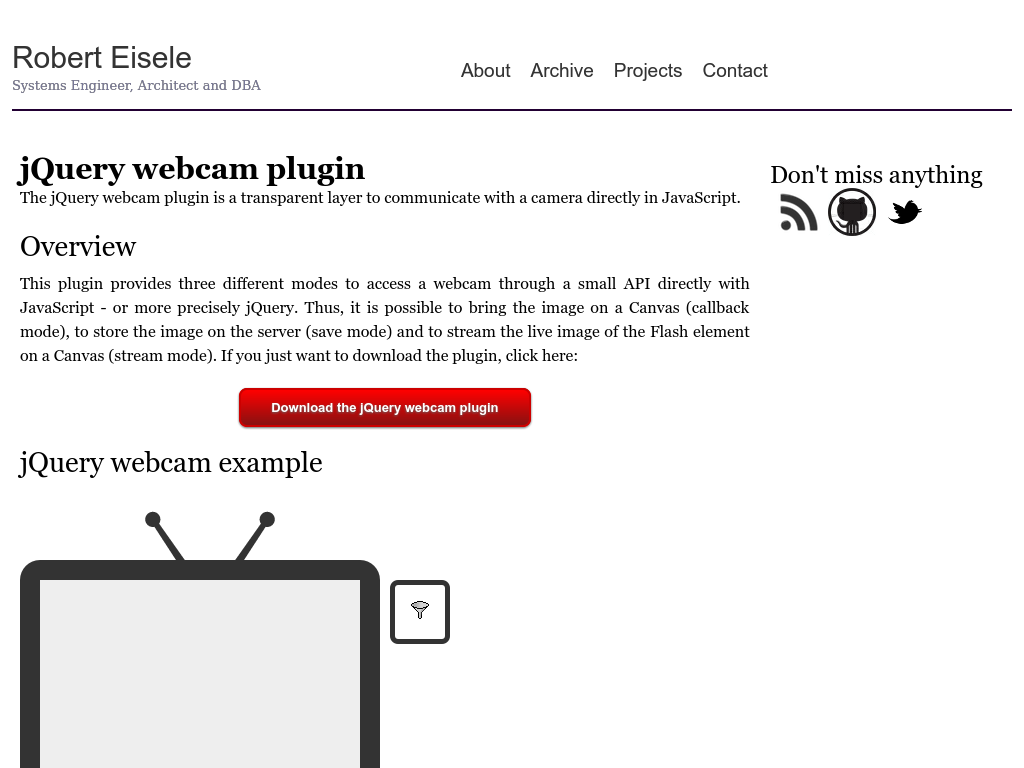 Robert Eisele
Systems Engineer, Architect and DBA
About Archive Projects Contact
jQuery webcam plugin
The jQuery webcam plugin is a transparent layer to communicate with a camera directly in JavaScript.
Don't miss anything
Overview
This plugin provides three different modes to access a webcam through a small API directly with
JavaScript - or more precisely jQuery. Thus, it is possible to bring the image on a Canvas (callback
mode), to store the image on the server (save mode) and to stream the live image of the Flash element
on a Canvas (stream mode). If you just want to download the plugin, click here:
Download the jQuery webcam plugin
jQuery webcam example